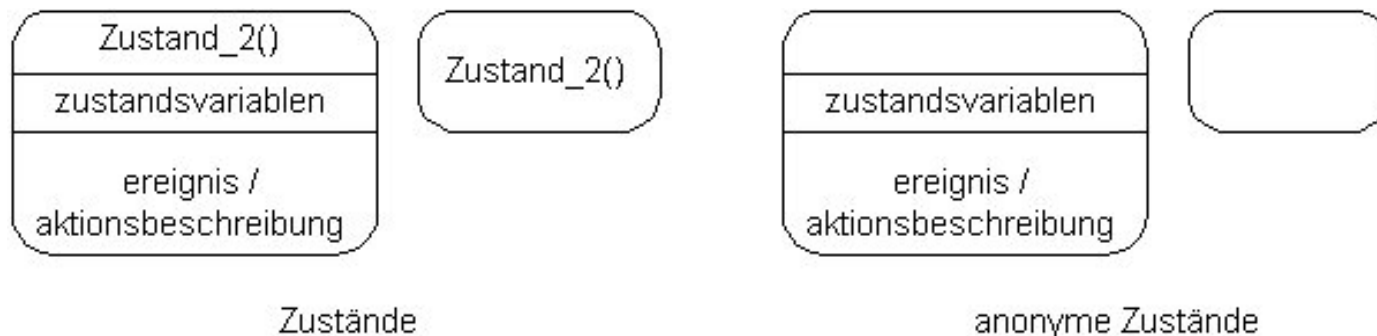 Zustand_2()
zustandsvariablen
ereignis /
aktionsbeschreibung
Zustand_2()
zustandsvariablen
ereignis /
aktionsbeschreibung
Zustände
anonyme Zustände